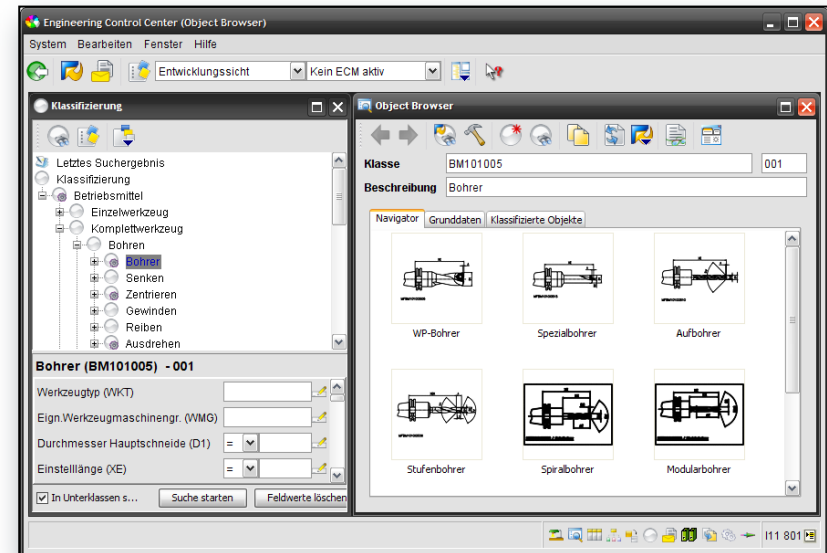 Engineering Control Center (Object Browser)
System Bearbeiten Fenster Hilfe
Entwicklungssicht Kein ECM aktiv
Klassifizierung
Letztes Suchergebnis
Klassifizierung
Betriebsmittel
Einzelwerkzeug
Komplettwerkzeug
Bohren
Bohrer
Senken
Zentrieren
Gewinden
Reiben
Ausdrehen
Bohrer (BM101005) - 001
Werkzeugtyp (WKT)
Eign.Werkzeugmaschinengr. (WMG)
Durchmesser Hauptschneide (D1) =
Einstelllänge (XE) =
In Unterklassen s... Suche starten Feldwerte löschen
Object Browser
Klasse BM101005 001
Beschreibung Bohrer
Navigator Grunddaten Klassifizierte Objekte
WP-Bohrer Spezialbohrer Aufbohrer
Stufenbohrer Spiralbohrer Modularbohrer
I11 801